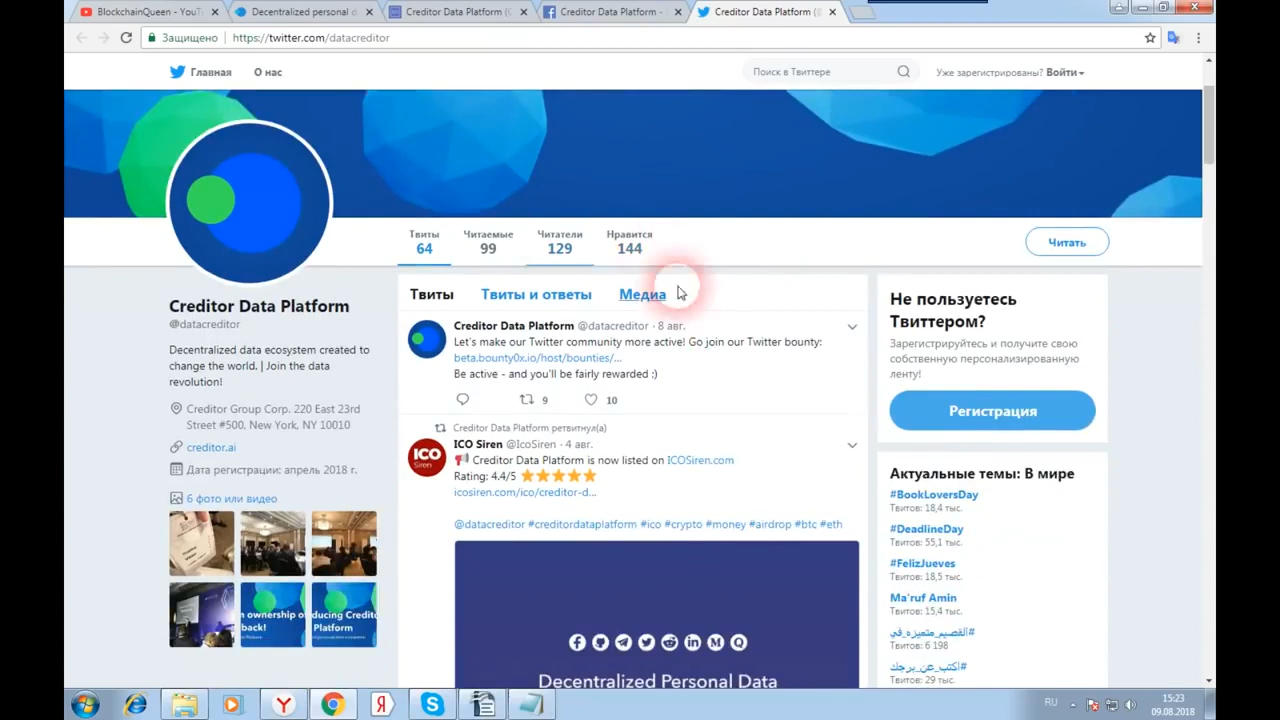 BlockchainQueen - YouT
Decentralized personal d
Creditor Data Platform (
Creditor Data Platform -
Creditor Data Platform (
Защищено
https://twitter.com/datacreditor
Главная
О нас
Поиск в Твиттере
Уже зарегистрированы? Войти
Твиты
64
Читаемые
99
Читатели
129
Нравится
144
Читать
Creditor Data Platform
@datacreditor
Decentralized data ecosystem created to
change the world. | Join the data
revolution!
Creditor Group Corp. 220 East 23rd
Street #500, New York, NY 10010
creditor.ai
Дата регистрации: апрель 2018 г.
6 фото или видео
n ownership o
back!
ducing Credito
Platform
Твиты
Твиты и ответы
Медиа
Creditor Data Platform @datacreditor · 8 авг.
Let's make our Twitter community more active! Go join our Twitter bounty:
beta.bounty0x.io/host/bounties/...
Be active - and you'll be fairly rewarded ;)
9
10
Creditor Data Platform ретвитнул(а)
ICO
Siren
ICO Siren @IcoSiren · 4 авг.
Creditor Data Platform is now listed on ICOSiren.com
Rating: 4.4/5
icosiren.com/ico/creditor-d...
@datacreditor #creditordataplatform #ico #crypto #money #airdrop #btc #eth
Decentralized Personal Data
Не пользуетесь
Твиттером?
Зарегистрируйтесь и получите свою
собственную персонализированную
ленту!
Регистрация
Актуальные темы: В мире
#BookLoversDay
Твитов: 18,4 тыс.
#DeadlineDay
Твитов: 55,1 тыс.
#FelizJueves
Твитов: 18,5 тыс.
Ma'ruf Amin
Твитов: 15,4 тыс.
#القصيم_متميزه_في
Твитов: 6 198
#اكتب_عن_برجك
Твитов: 29 тыс.
RU
15:23
09.08.2018